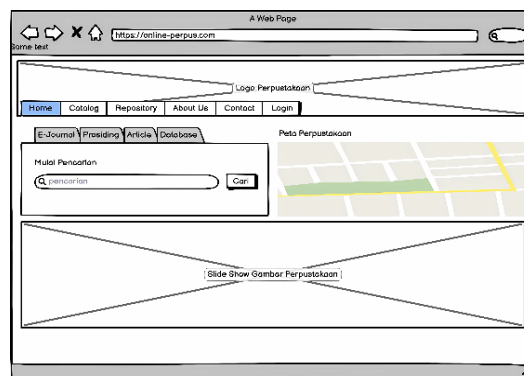 A Web Page
https://online-perpus.com
Some text
Logo Perpustakaan
Home Catalog Repository About Us Contact Login
E-Journal Prosiding Article Database
Peta Perpustakaan
Mulai Pencarian
pencarian Cari
Slide Show Gambar Perpustakaan